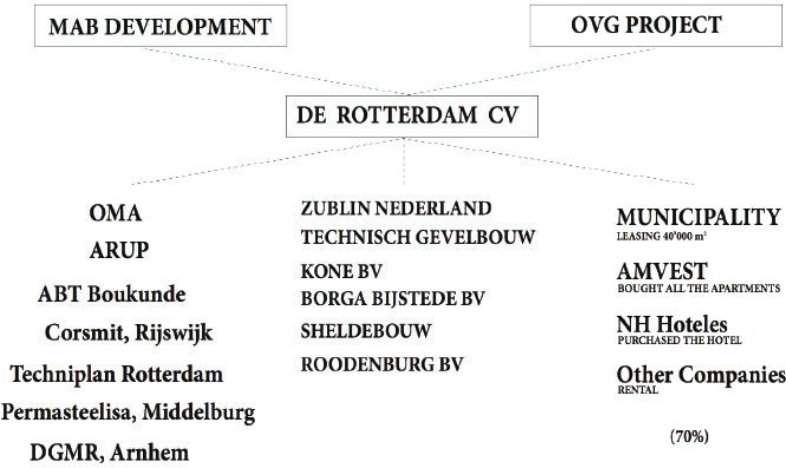 MAB DEVELOPMENT
OVG PROJECT
DE ROTTERDAM CV
OMA
ARUP
ABT Boukunde
Corsmit, Rijswijk
Techniplan Rotterdam
Permasteelisa, Middelburg
DGMR, Arnhem
ZUBLIN NEDERLAND
TECHNISCH GEVELBOUW
KONE BV
BORGA BIJSTEDE BV
SHELDEBOUW
ROODENBURG BV
MUNICIPALITY
LEASING 40'000 m²
AMVEST
BOUGHT ALL THE APARTMENTS
NH Hoteles
PURCHASED THE HOTEL
Other Companies
RENTAL
(70%)